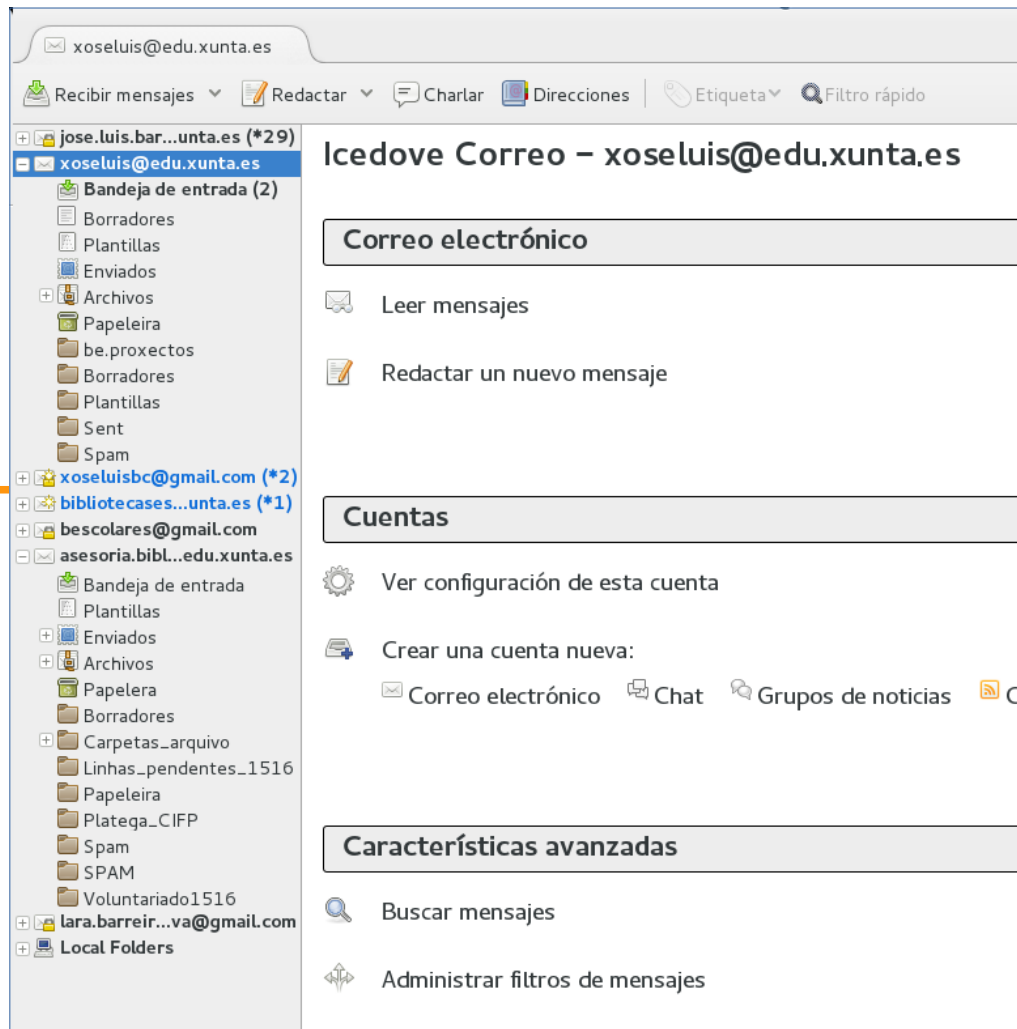 xoseluis@edu.xunta.es
Recibir mensajes Redactar Charlar Direcciones Etiqueta Filtro rápido
jose.luis.bar...unta.es (*29)
xoseluis@edu.xunta.es
Bandeja de entrada (2)
Borradores
Plantillas
Enviados
Archivos
Papeleira
be.proxectos
Borradores
Plantillas
Sent
Spam
xoseluisbc@gmail.com (*2)
bibliotecases...unta.es (*1)
bescolares@gmail.com
asesoria.bibl...edu.xunta.es
Bandeja de entrada
Plantillas
Enviados
Archivos
Papelera
Borradores
Carpetas_arquivo
Linhas_pendentes_1516
Papeleira
Platega_CIFP
Spam
SPAM
Voluntariado1516
lara.barreir...va@gmail.com
Local Folders
Icedove Correo – xoseluis@edu.xunta.es
Correo electrónico
Leer mensajes
Redactar un nuevo mensaje
Cuentas
Ver configuración de esta cuenta
Crear una cuenta nueva:
Correo electrónico Chat Grupos de noticias
Características avanzadas
Buscar mensajes
Administrar filtros de mensajes